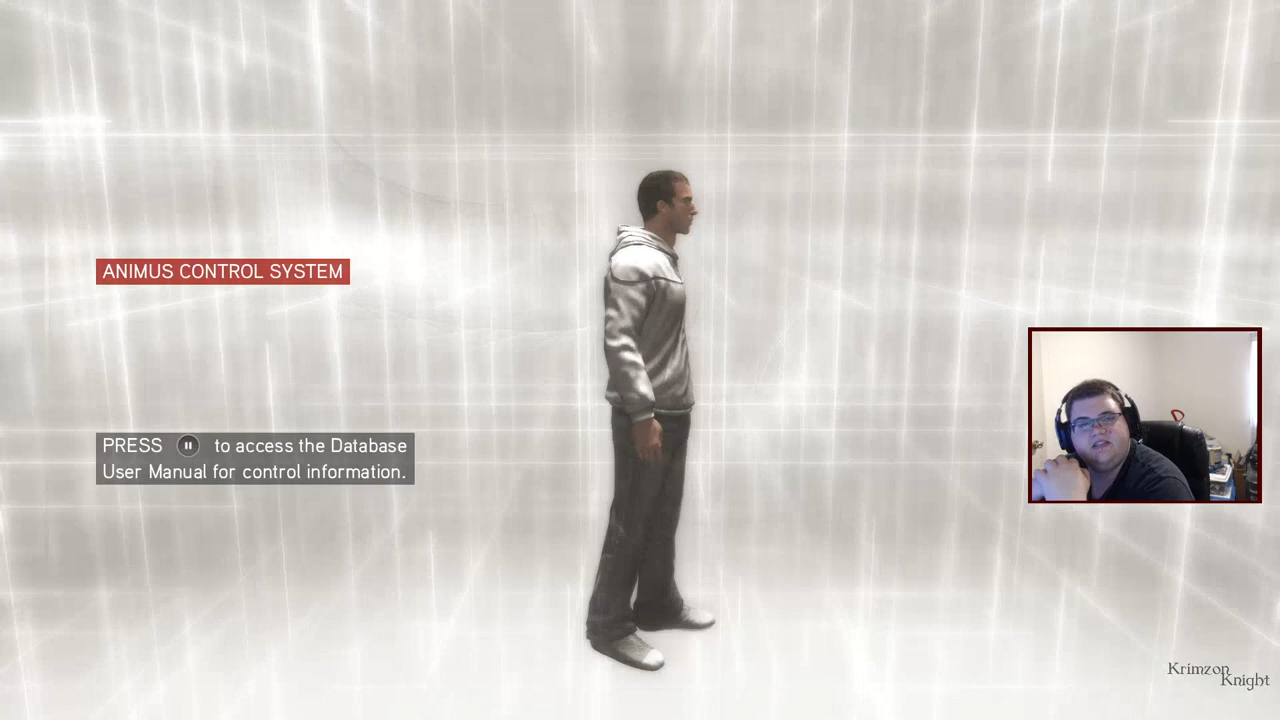 ANIMUS CONTROL SYSTEM
PRESS to access the Database
User Manual for control information.
Krimzon
Knight